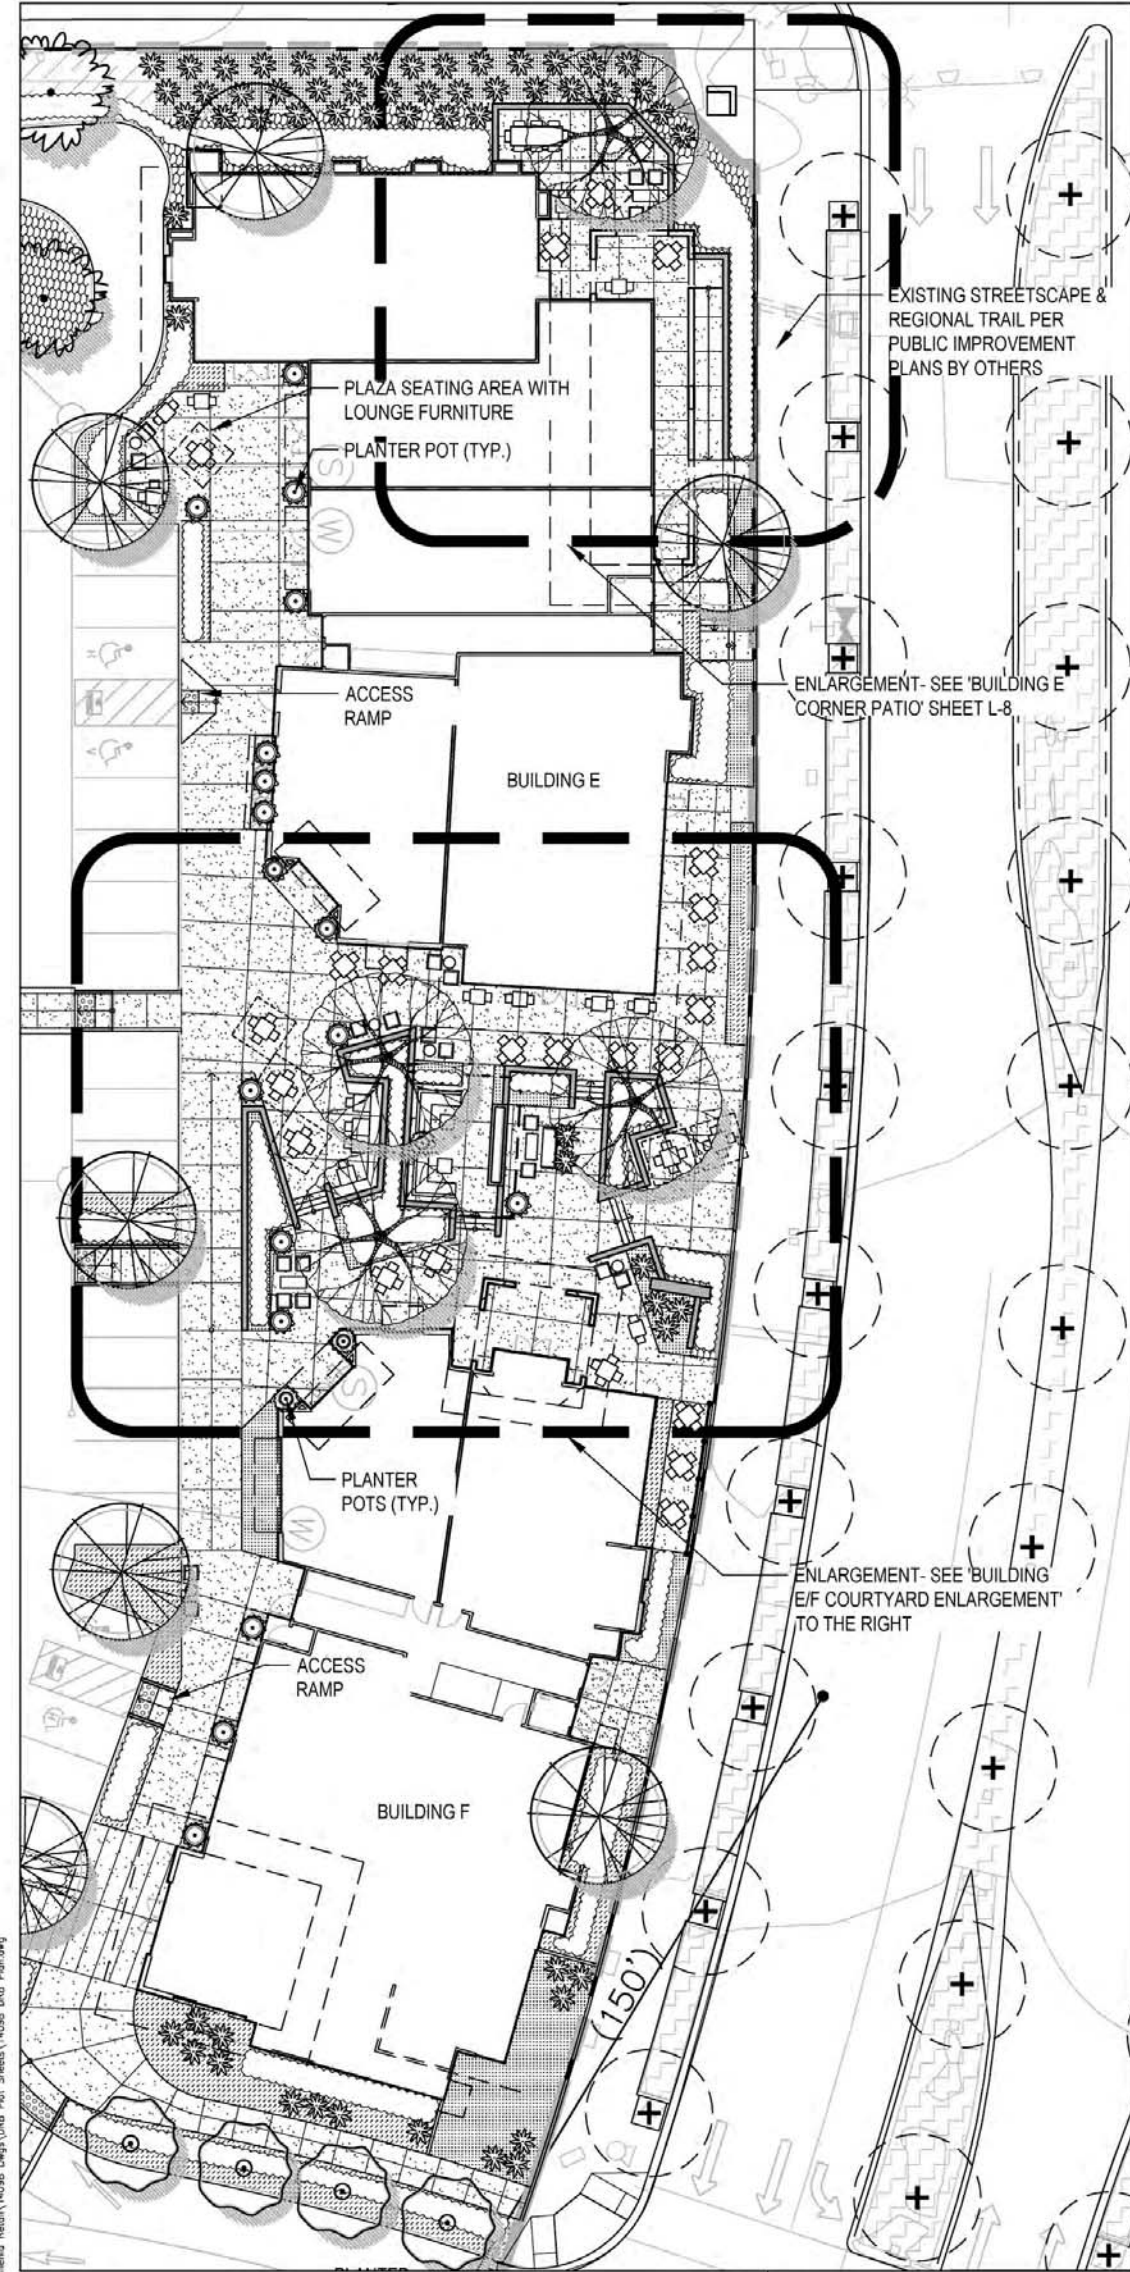 EXISTING STREETSCAPE &
REGIONAL TRAIL PER
PUBLIC IMPROVEMENT
PLANS BY OTHERS
PLAZA SEATING AREA WITH
LOUNGE FURNITURE
PLANTER POT (TYP.)
S
W
ENLARGEMENT- SEE 'BUILDING E
CORNER PATIO' SHEET L-8
ACCESS
RAMP
BUILDING E
S
PLANTER
POTS (TYP.)
W
ENLARGEMENT- SEE 'BUILDING
E/F COURTYARD ENLARGEMENT'
TO THE RIGHT
ACCESS
RAMP
BUILDING F
(150')
PLANTER